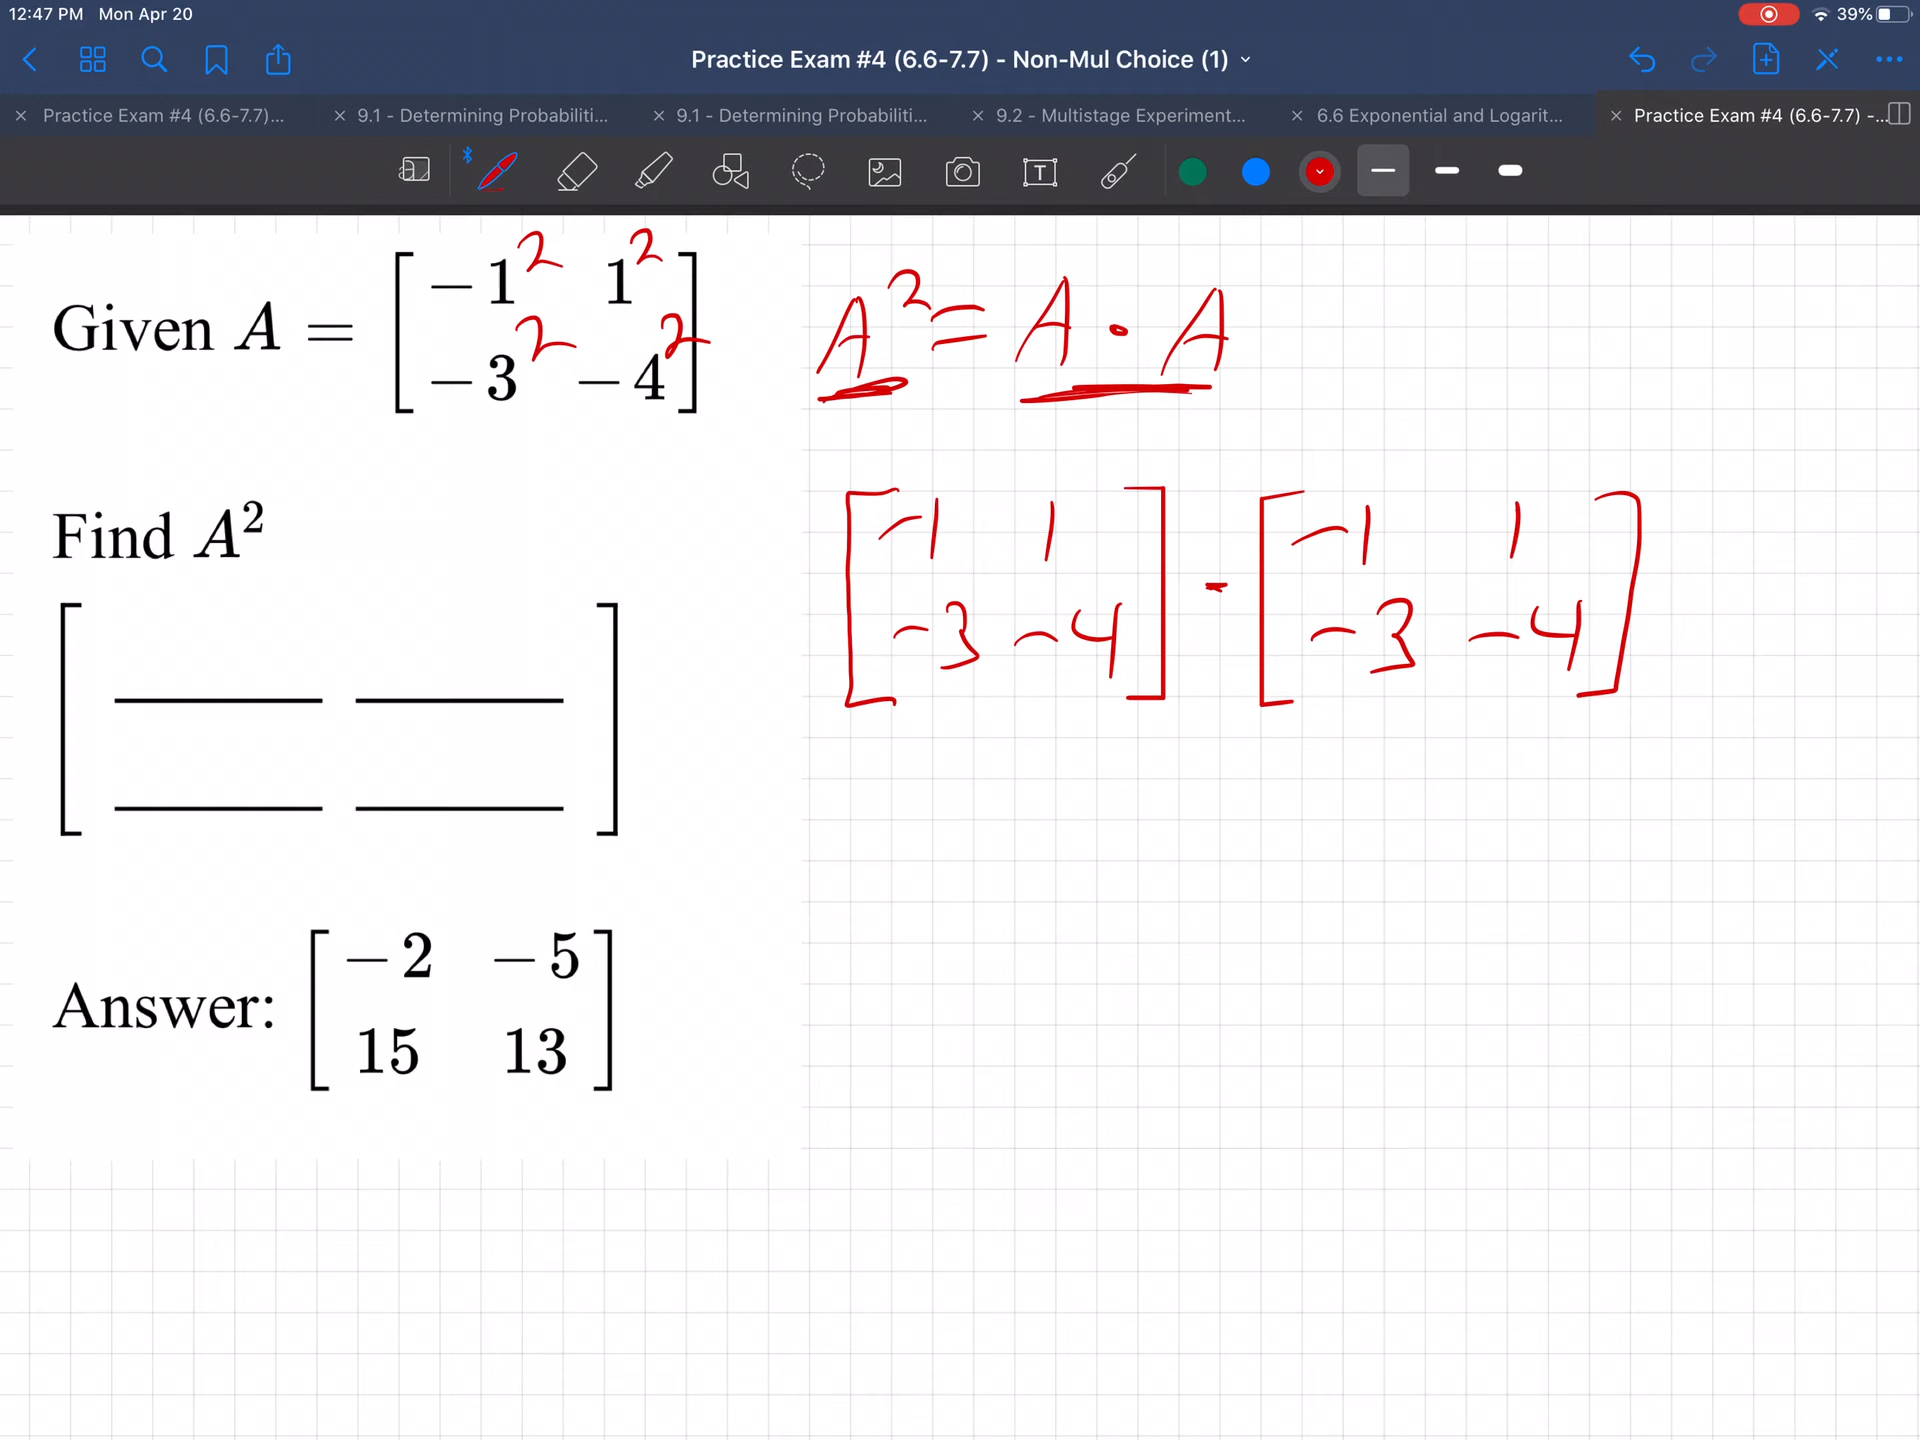 12:47 PM Mon Apr 20
39%
Practice Exam #4 (6.6-7.7) - Non-Mul Choice (1)
Practice Exam #4 (6.6-7.7)...
9.1 - Determining Probabiliti...
9.1 - Determining Probabiliti...
9.2 - Multistage Experiment...
6.6 Exponential and Logarit...
Practice Exam #4 (6.6-7.7) -...
T
Given A = [ −1² 1²
−3² −4² ]
A² = A · A
Find A²
[ −1 1
−3 −4 ] · [ −1 1
−3 −4 ]
Answer: [ −2 −5
15 13 ]